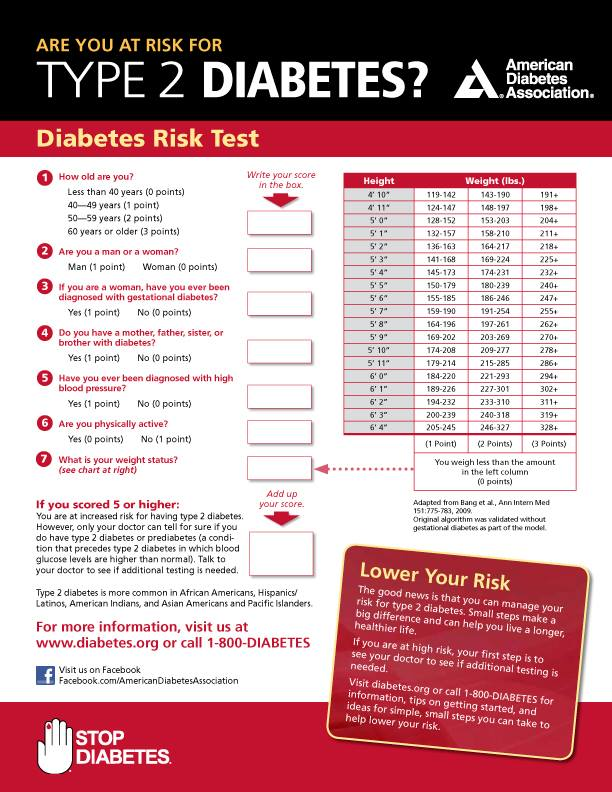 ARE YOU AT RISK FOR
TYPE 2 DIABETES?
American
Diabetes
Association®
Diabetes Risk Test
1 How old are you?
Less than 40 years (0 points)
40—49 years (1 point)
50—59 years (2 points)
60 years or older (3 points)
Write your score
in the box.
2 Are you a man or a woman?
Man (1 point) Woman (0 points)
3 If you are a woman, have you ever been
diagnosed with gestational diabetes?
Yes (1 point) No (0 points)
4 Do you have a mother, father, sister, or
brother with diabetes?
Yes (1 point) No (0 points)
5 Have you ever been diagnosed with high
blood pressure?
Yes (1 point) No (0 points)
6 Are you physically active?
Yes (0 points) No (1 point)
7 What is your weight status?
(see chart at right)
Height Weight (lbs.)
4' 10" 119-142 143-190 191+
4' 11" 124-147 148-197 198+
5' 0" 128-152 153-203 204+
5' 1" 132-157 158-210 211+
5' 2" 136-163 164-217 218+
5' 3" 141-168 169-224 225+
5' 4" 145-173 174-231 232+
5' 5" 150-179 180-239 240+
5' 6" 155-185 186-246 247+
5' 7" 159-190 191-254 255+
5' 8" 164-196 197-261 262+
5' 9" 169-202 203-269 270+
5' 10" 174-208 209-277 278+
5' 11" 179-214 215-285 286+
6' 0" 184-220 221-293 294+
6' 1" 189-226 227-301 302+
6' 2" 194-232 233-310 311+
6' 3" 200-239 240-318 319+
6' 4" 205-245 246-327 328+
(1 Point) (2 Points) (3 Points)
You weigh less than the amount
in the left column
(0 points)
Add up
your score.
If you scored 5 or higher:
You are at increased risk for having type 2 diabetes.
However, only your doctor can tell for sure if you
do have type 2 diabetes or prediabetes (a condi-
tion that precedes type 2 diabetes in which blood
glucose levels are higher than normal). Talk to
your doctor to see if additional testing is needed.
Adapted from Bang et al., Ann Intern Med
151:775-783, 2009.
Original algorithm was validated without
gestational diabetes as part of the model.
Type 2 diabetes is more common in African Americans, Hispanics/
Latinos, American Indians, and Asian Americans and Pacific Islanders.
For more information, visit us at
www.diabetes.org or call 1-800-DIABETES
f Visit us on Facebook
Facebook.com/AmericanDiabetesAssociation
Lower Your Risk
The good news is that you can manage your
risk for type 2 diabetes. Small steps make a
big difference and can help you live a longer,
healthier life.
If you are at high risk, your first step is to
see your doctor to see if additional testing is
needed.
Visit diabetes.org or call 1-800-DIABETES for
information, tips on getting started, and
ideas for simple, small steps you can take to
help lower your risk.
STOP
DIABETES.